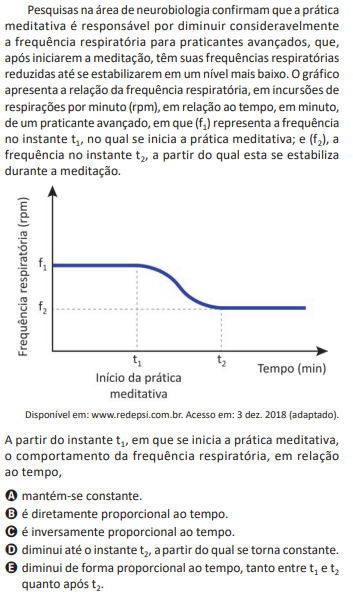 Pesquisas na área de neurobiologia confirmam que a prática
meditativa é responsável por diminuir consideravelmente
a frequência respiratória para praticantes avançados, que,
após iniciarem a meditação, têm suas frequências respiratórias
reduzidas até se estabilizarem em um nível mais baixo. O gráfico
apresenta a relação da frequência respiratória, em incursões de
respirações por minuto (rpm), em relação ao tempo, em minuto,
de um praticante avançado, em que (f₁) representa a frequência
no instante t₁, no qual se inicia a prática meditativa; e (f₂), a
frequência no instante t₂, a partir do qual esta se estabiliza
durante a meditação.
Frequência respiratória (rpm)
f₁
f₂
t₁
t₂
Tempo (min)
Início da prática
meditativa
Disponível em: www.redepsi.com.br. Acesso em: 3 dez. 2018 (adaptado).
A partir do instante t₁, em que se inicia a prática meditativa,
o comportamento da frequência respiratória, em relação
ao tempo,
A mantém-se constante.
B é diretamente proporcional ao tempo.
C é inversamente proporcional ao tempo.
D diminui até o instante t₂, a partir do qual se torna constante.
E diminui de forma proporcional ao tempo, tanto entre t₁ e t₂
quanto após t₂.